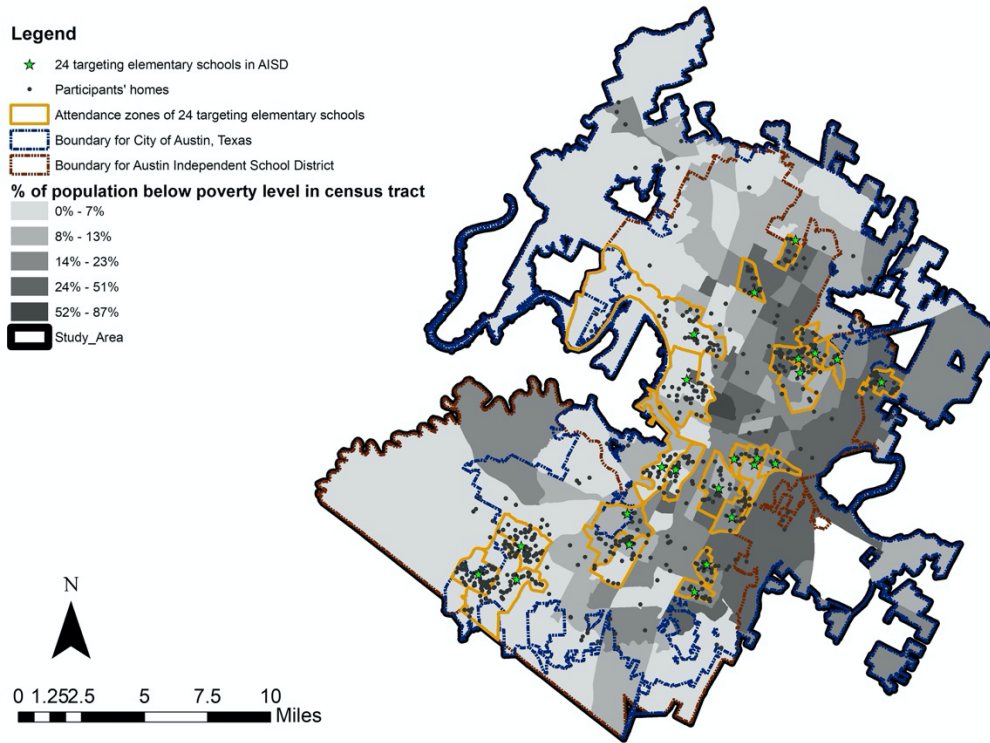 Legend
24 targeting elementary schools in AISD
Participants' homes
Attendance zones of 24 targeting elementary schools
Boundary for City of Austin, Texas
Boundary for Austin Independent School District
% of population below poverty level in census tract
0% - 7%
8% - 13%
14% - 23%
24% - 51%
52% - 87%
Study_Area
N
0 1.25 2.5 5 7.5 10
Miles